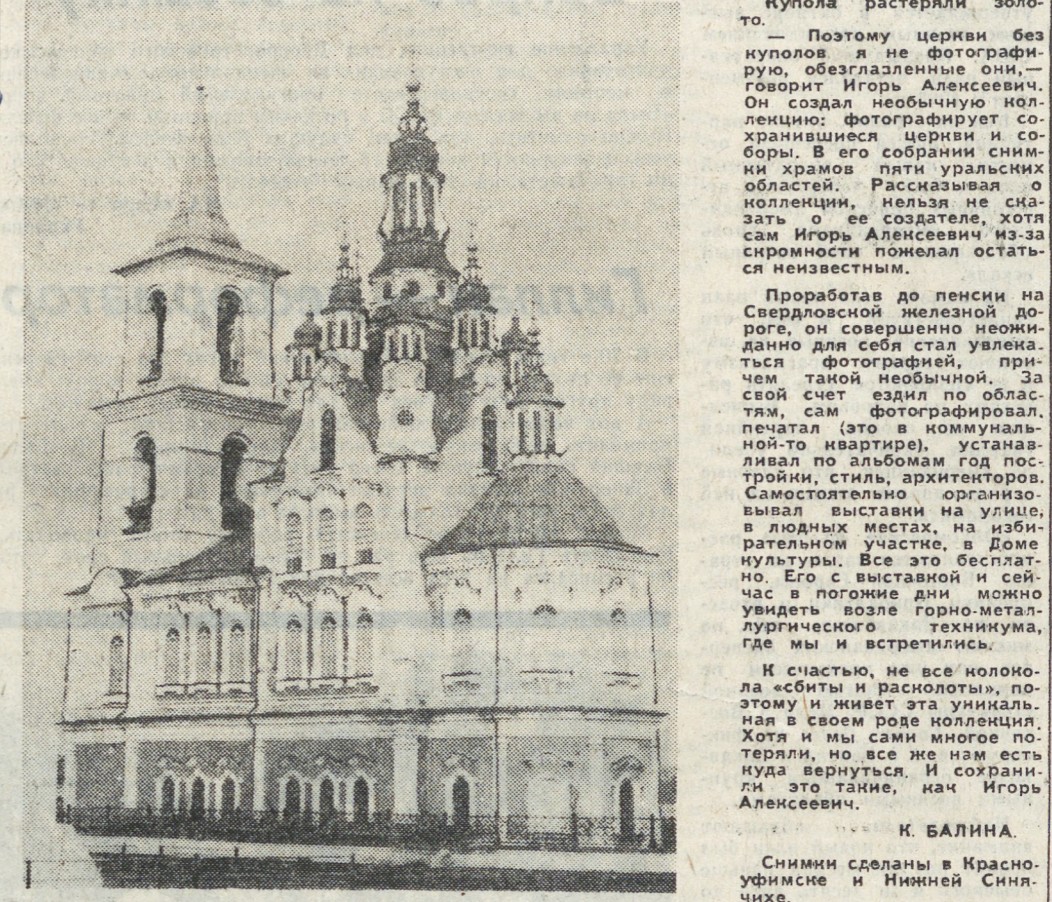 Купола растеряли золо-
то.
— Поэтому церкви без
куполов я не фотографи-
рую, обезглазленные они,—
говорит Игорь Алексеевич.
Он создал необычную кол-
лекцию: фотографирует со-
хранившиеся церкви и со-
боры. В его собрании сним-
ки храмов пяти уральских
областей. Рассказывая о
коллекции, нельзя не ска-
зать о ее создателе, хотя
сам Игорь Алексеевич из-за
скромности пожелал остать-
ся неизвестным.
Проработав до пенсии на
Свердловской железной до-
роге, он совершенно неожи-
данно для себя стал увлека.
ться фотографией, при-
чем такой необычной. За
свой счет ездил по облас-
тям, сам фотографировал,
печатал (это в коммуналь-
ной-то квартире), устанав-
ливал по альбомам год пос-
тройки, стиль, архитекторов.
Самостоятельно организо-
вывал выставки на улице,
в людных местах, на изби-
рательном участке, в Доме
культуры. Все это бесплат-
но. Его с выставкой и сей-
час в погожие дни можно
увидеть возле горно-метал-
лургического техникума,
где мы и встретились.
К счастью, не все колоко-
ла «сбиты и расколоты», по-
этому и живет эта уникаль.
ная в своем роде коллекция.
Хотя и мы сами многое по-
теряли, но все же нам есть
куда вернуться. И сохрани-
ли это такие, как Игорь
Алексеевич.
К. БАЛИНА.
Снимки сделаны в Красно-
уфимске и Нижней Синя-
чихе.